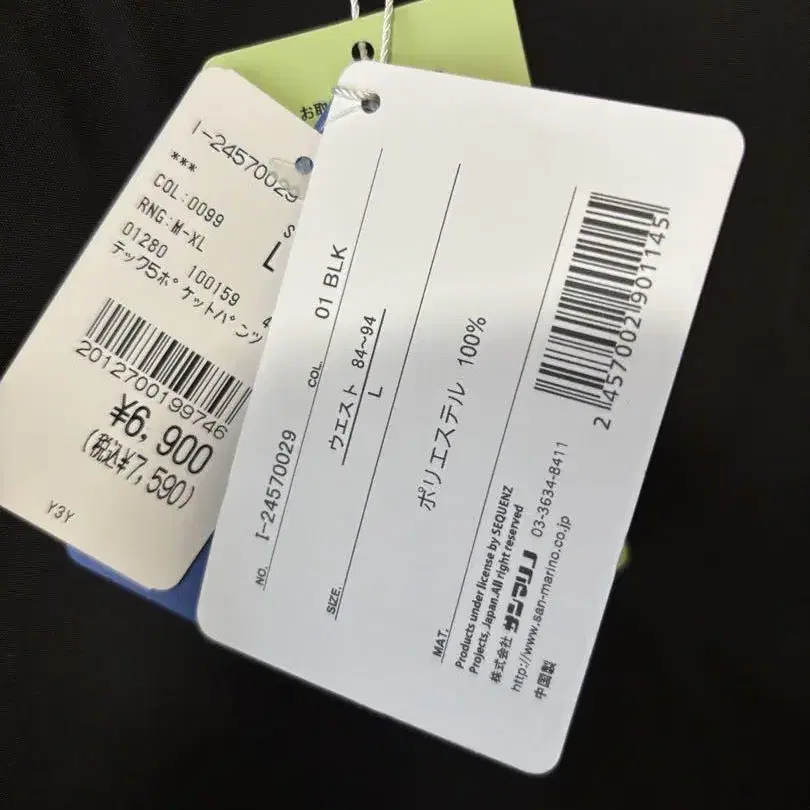 お取
I-24570029
***
COL:0099
S
RNG:M-XL
L
01280 100159 4
テック5ポケットパンツ
2012700199746
¥6,900
(税込¥7,590)
Y3Y
NO. I-24570029
COL. 01 BLK
SIZE. ウエスト 84~94
L
MAT. ポリエステル 100%
2 457002 901145
Products under license by SEQUENZ
Projects, Japan.All right reserved
株式会社 サンマリノ 03-3634-8411
http://www.san-marino.co.jp
中国製